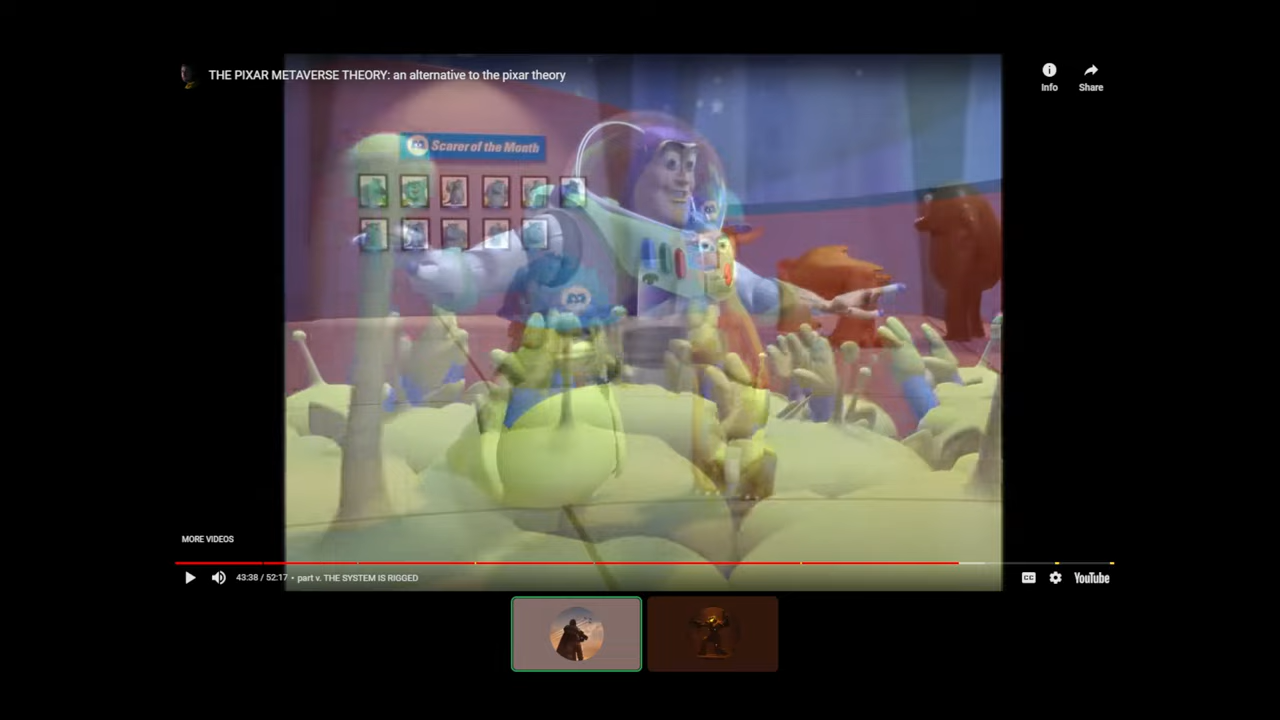 THE PIXAR METAVERSE THEORY: an alternative to the pixar theory
Info
Share
Scarer of the Month
MORE VIDEOS
43:38 / 52:17 • part v. THE SYSTEM IS RIGGED
CC
YouTube